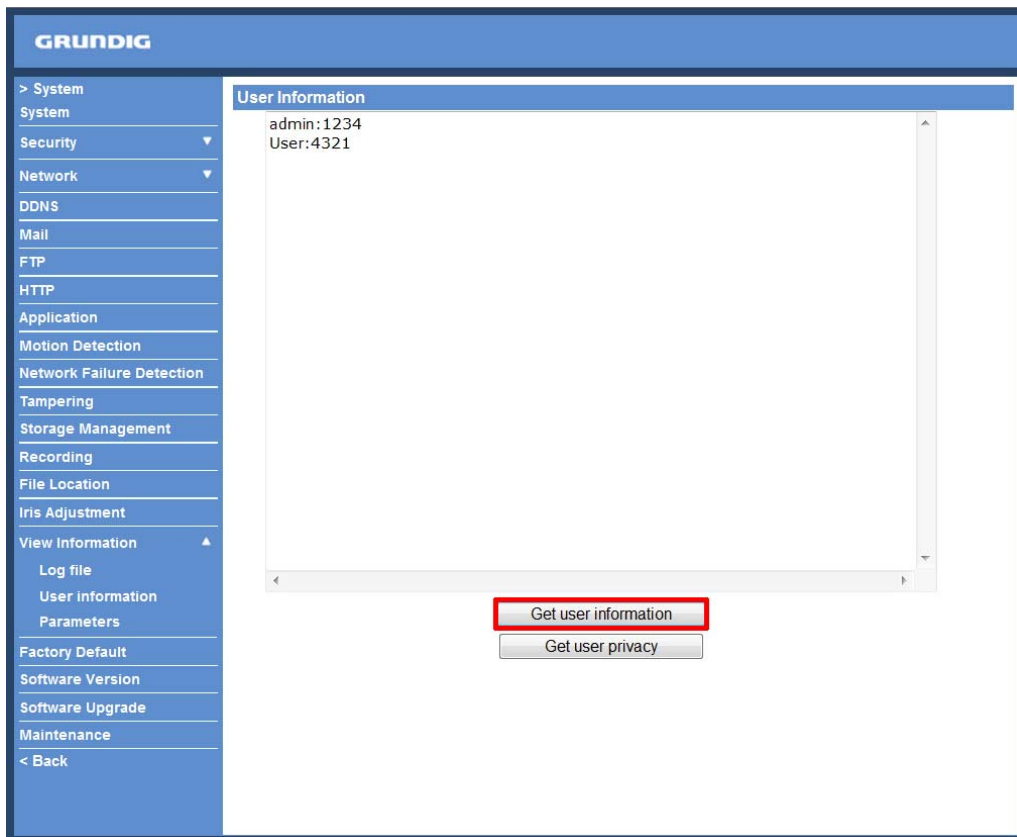 GRUNDIG
> System
System
Security
Network
DDNS
Mail
FTP
HTTP
Application
Motion Detection
Network Failure Detection
Tampering
Storage Management
Recording
File Location
Iris Adjustment
View Information
Log file
User information
Parameters
Factory Default
Software Version
Software Upgrade
Maintenance
< Back
User Information
admin:1234
User:4321
Get user information
Get user privacy